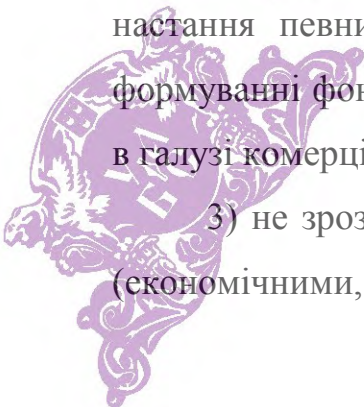 настання певни
формуванні фон
в галузі комерці
3) не зроз
(економічними,